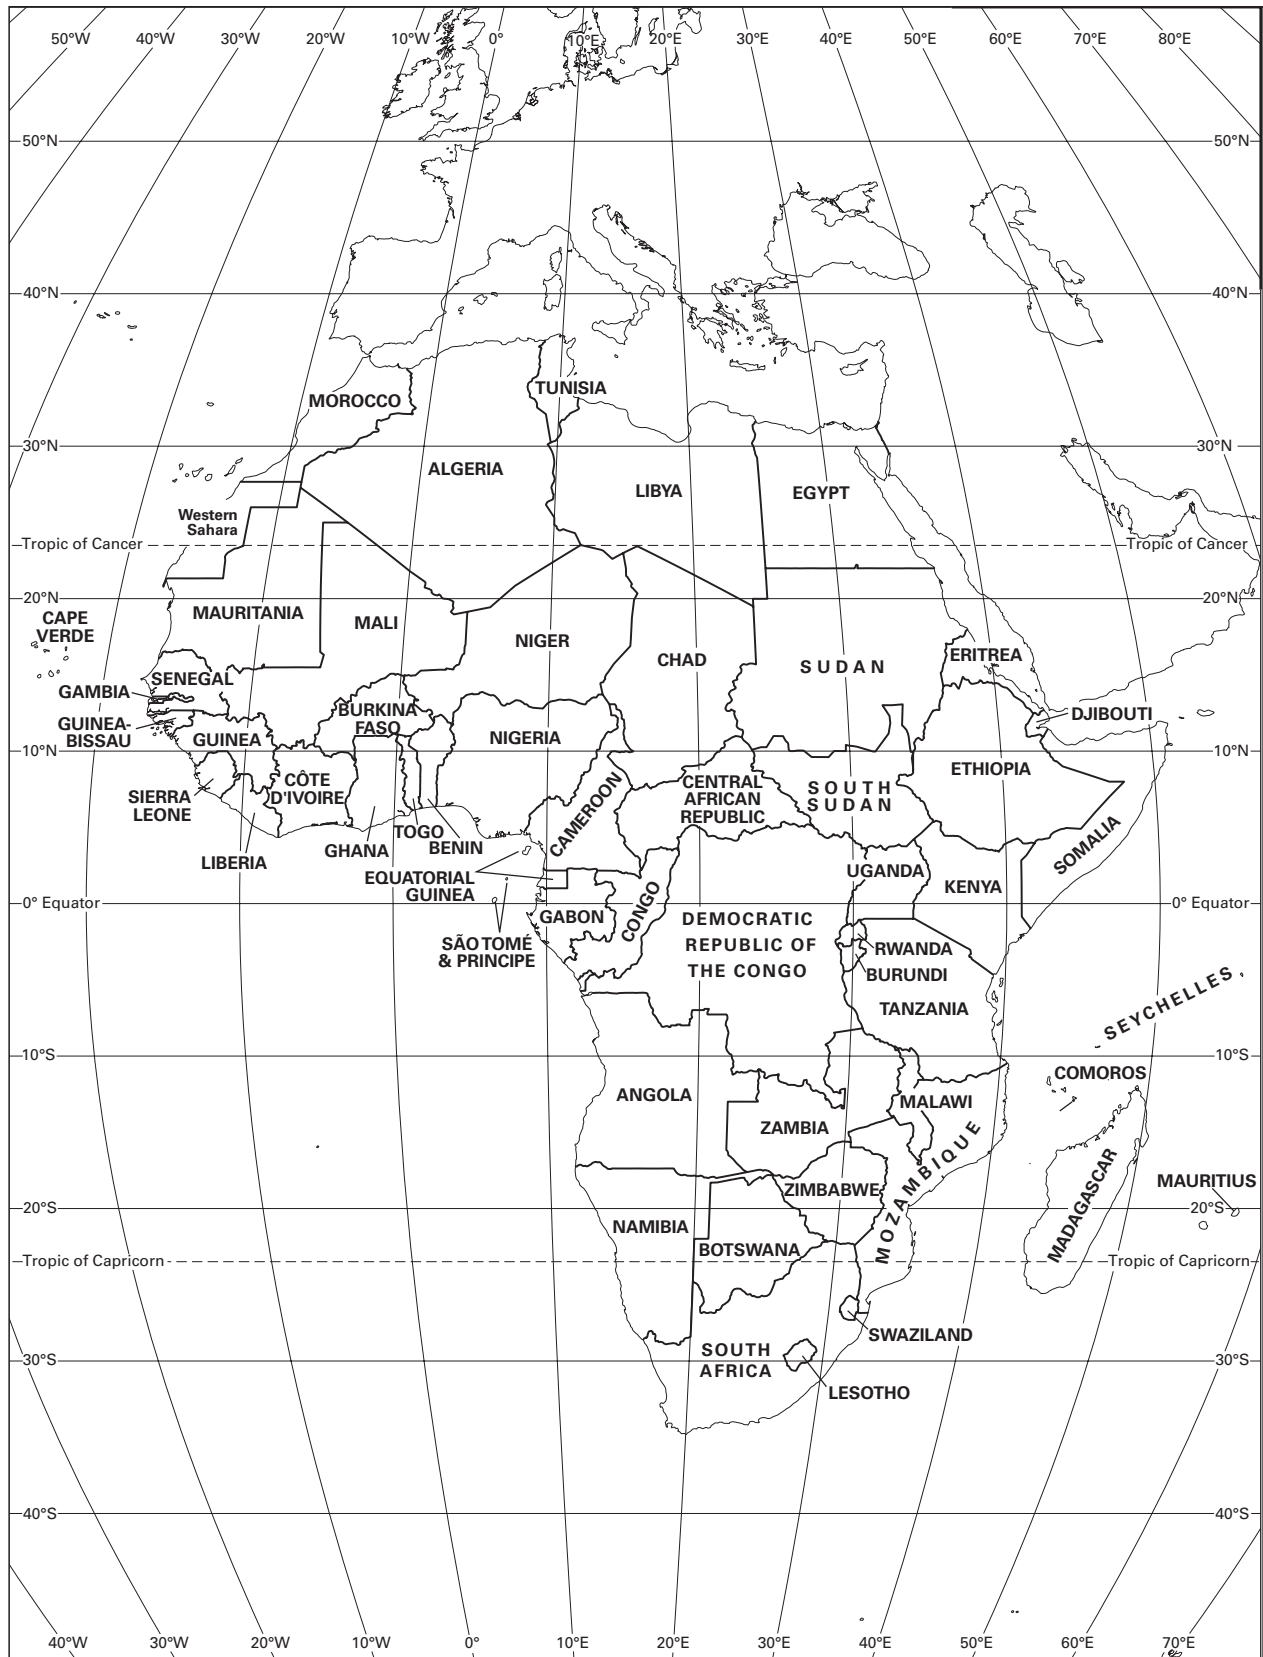 50°W 40°W 30°W 20°W 10°W 0° 10°E 20°E 30°E 40°E 50°E 60°E 70°E 80°E
50°N 50°N
40°N 40°N
TUNISIA
MOROCCO
30°N 30°N
ALGERIA
LIBYA
EGYPT
Western
Sahara
Tropic of Cancer Tropic of Cancer
20°N 20°N
CAPE
VERDE
MAURITANIA
MALI
NIGER
CHAD
SUDAN
ERITREA
SENEGAL
GAMBIA
BURKINA
FASO
DJIBOUTI
GUINEA-
BISSAU
GUINEA
NIGERIA
10°N 10°N
ETHIOPIA
CÔTE
D'IVOIRE
CENTRAL
AFRICAN
REPUBLIC
SOUTH
SUDAN
SIERRA
LEONE
CAMEROON
TOGO
BENIN
GHANA
LIBERIA
SOMALIA
UGANDA
EQUATORIAL
GUINEA
KENYA
0° Equator 0° Equator
GABON
CONGO
DEMOCRATIC
REPUBLIC OF
THE CONGO
SÃO TOMÉ
& PRINCIPE
RWANDA
BURUNDI
TANZANIA
SEYCHELLES
10°S 10°S
COMOROS
ANGOLA
MALAWI
ZAMBIA
MOZAMBIQUE
MADAGASCAR
MAURITIUS
ZIMBABWE
20°S 20°S
NAMIBIA
BOTSWANA
Tropic of Capricorn Tropic of Capricorn
SWAZILAND
SOUTH
AFRICA
30°S 30°S
LESOTHO
40°S 40°S
40°W 30°W 20°W 10°W 0° 10°E 20°E 30°E 40°E 50°E 60°E 70°E